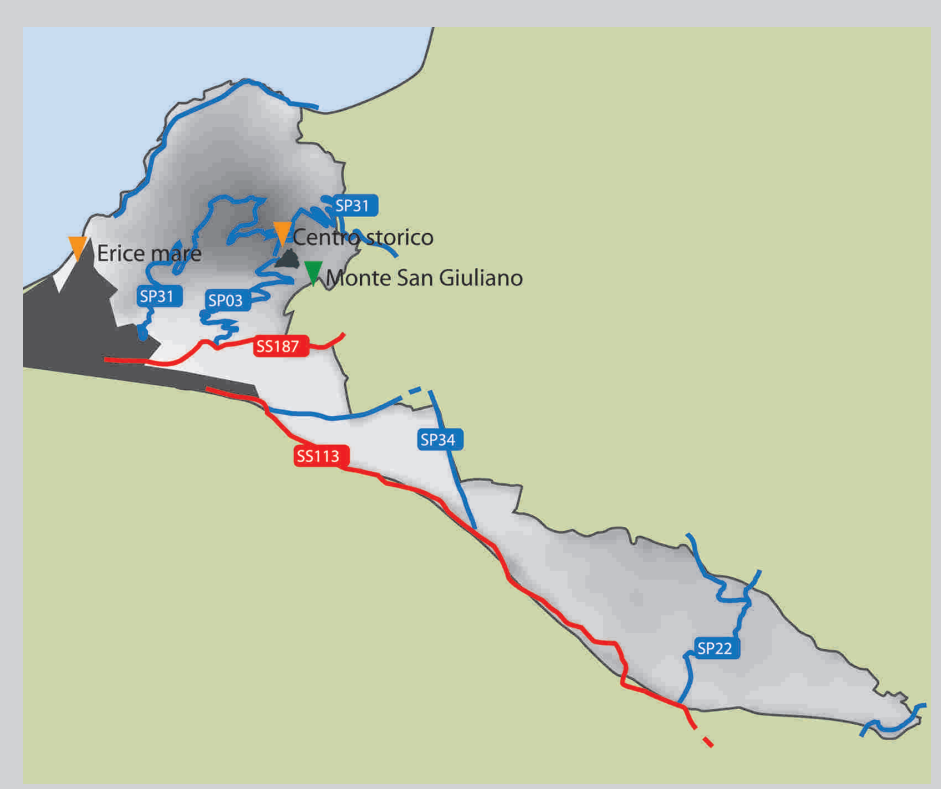 SP31
Centro storico
Erice mare
Monte San Giuliano
SP31
SP03
SS187
SP34
SS113
SP22